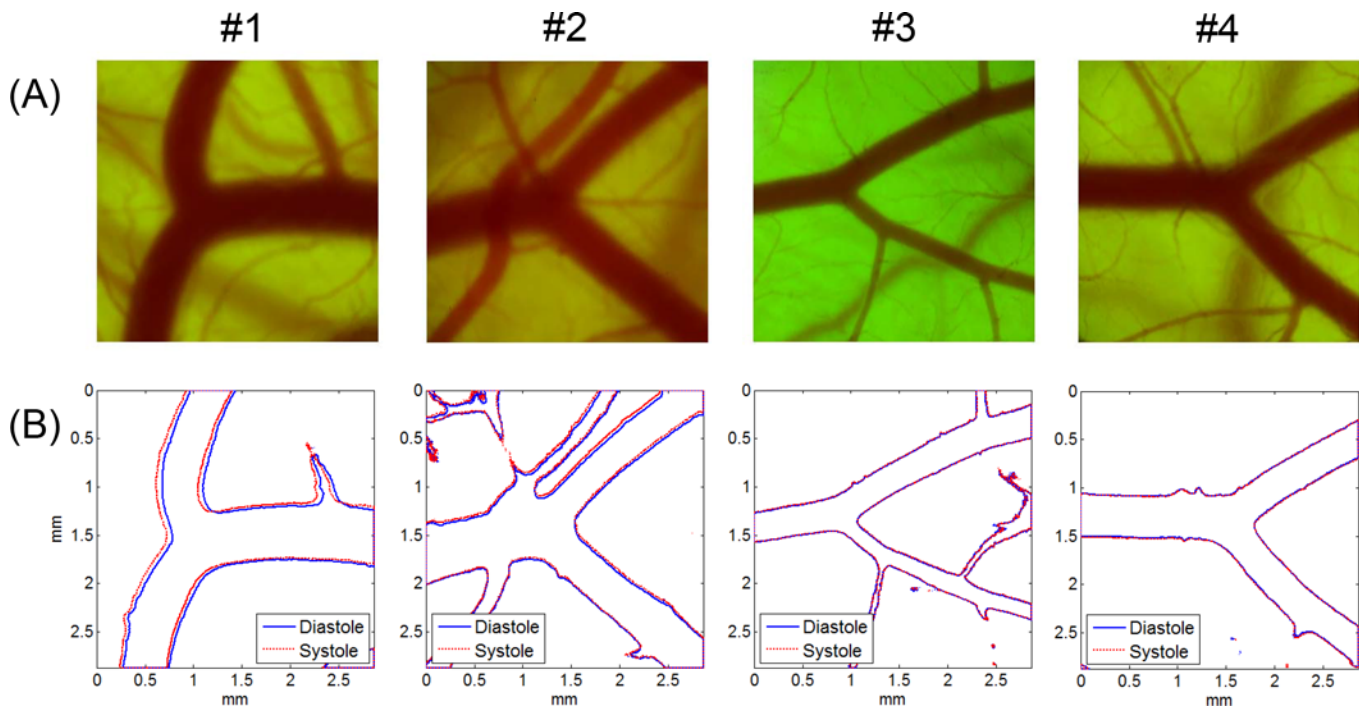 #1 #2 #3 #4
(A)
(B)
0 0 0 0
0.5 0.5 0.5 0.5
1 1 1 1
mm 1.5 1.5 1.5 1.5
2 2 2 2
2.5 2.5 2.5 2.5
Diastole Diastole Diastole Diastole
Systole Systole Systole Systole
0 0.5 1 1.5 2 2.5 0 0.5 1 1.5 2 2.5 0 0.5 1 1.5 2 2.5 0 0.5 1 1.5 2 2.5
mm mm mm mm